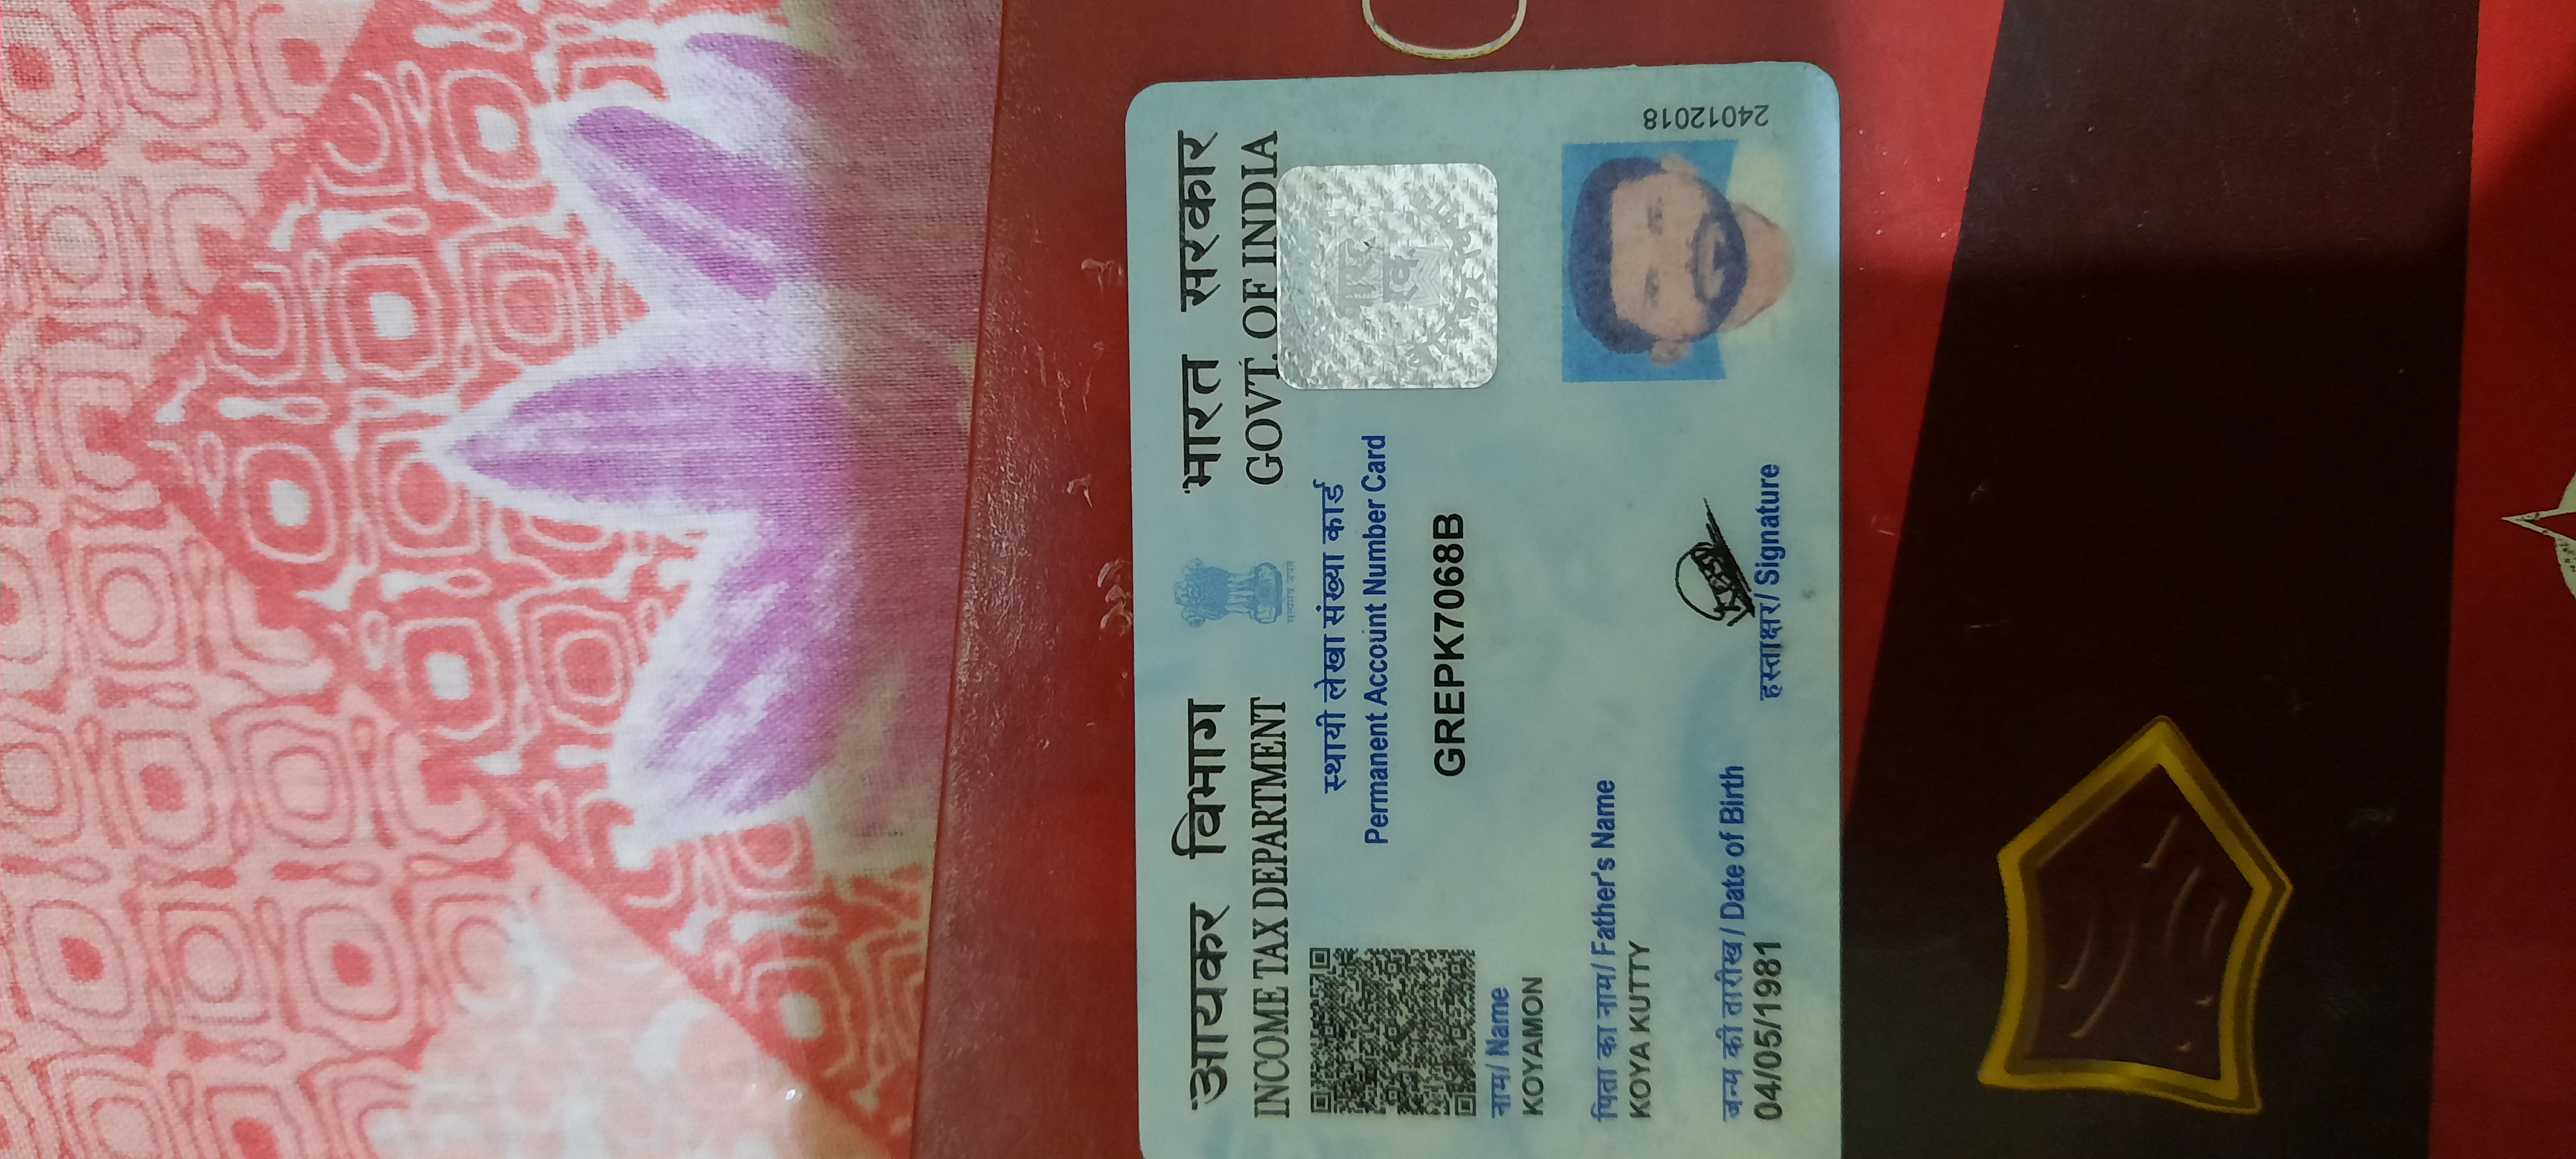 आयकर विभाग
INCOME TAX DEPARTMENT
सत्यमेव जयते
भारत सरकार
GOVT. OF INDIA
स्थायी लेखा संख्या कार्ड
Permanent Account Number Card
GREPK7068B
नाम/ Name
KOYAMON
पिता का नाम/ Father's Name
KOYA KUTTY
जन्म की तारीख / Date of Birth
04/05/1981
हस्ताक्षर/ Signature
24012018